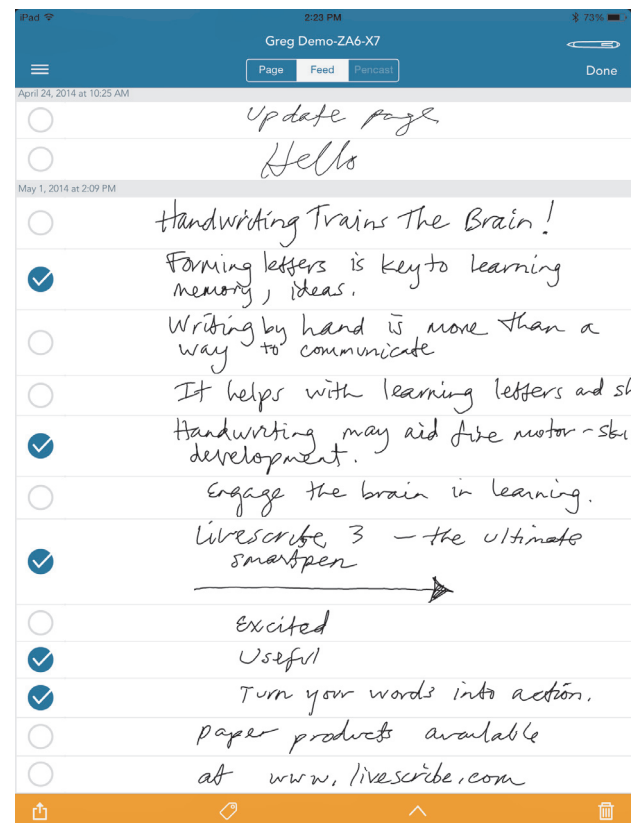 iPad 2:23 PM 73%
Greg Demo-ZA6-X7
Page Feed Pencast Done
April 24, 2014 at 10:25 AM
Update page
Hello
May 1, 2014 at 2:09 PM
Handwriting Trains The Brain!
Forming letters is key to learning
memory, ideas.
Writing by hand is more than a
way to communicate
It helps with learning letters and sh
Handwriting may aid fine motor-ski
development.
Engage the brain in learning.
Livescribe 3 – the ultimate
smartpen
Excited
Useful
Turn your words into action.
paper products available
at www.livescribe.com